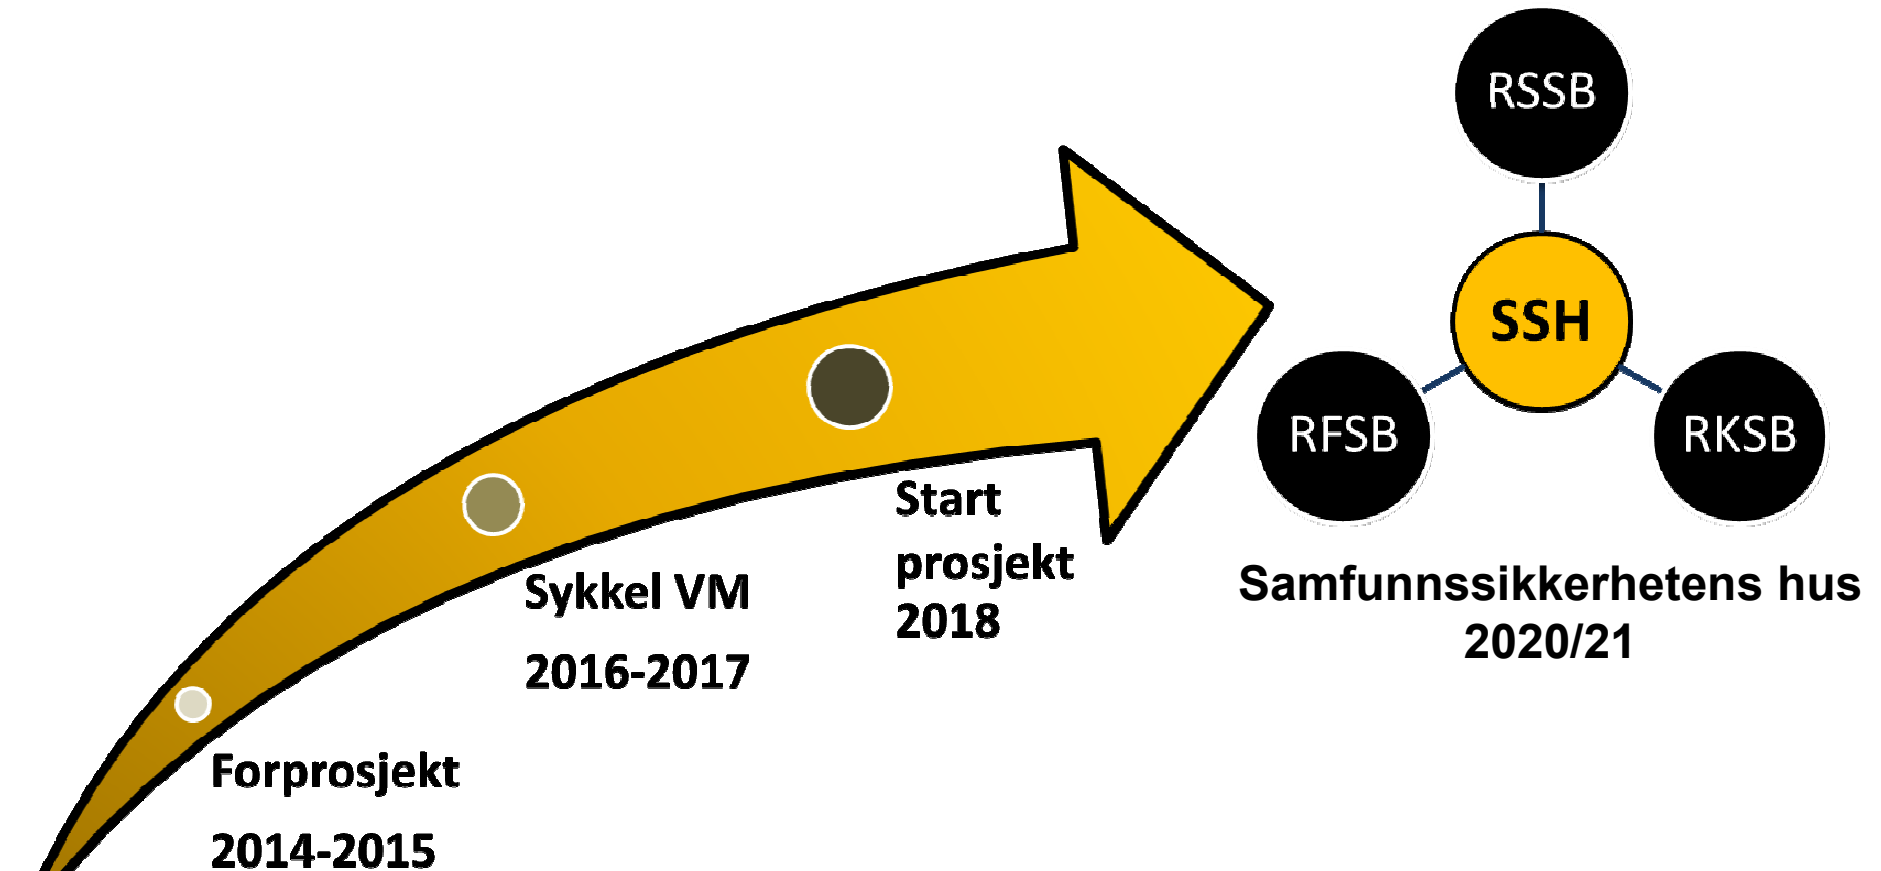 RSSB
SSH
RFSB
RKSB
Samfunnssikkerhetens hus
2020/21
Start
prosjekt
2018
Sykkel VM
2016-2017
Forprosjekt
2014-2015